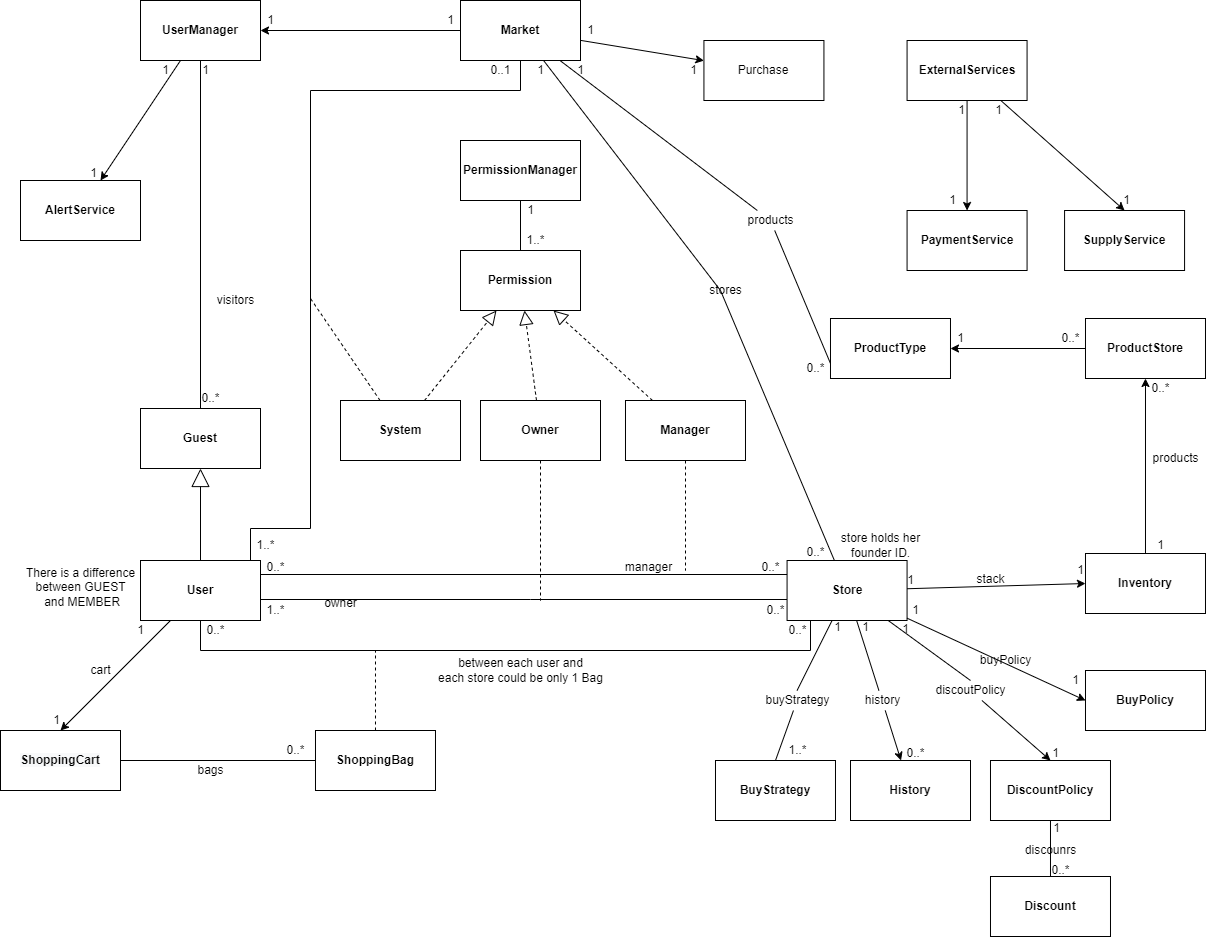 UserManager
1
1
Market
1
1
Purchase
ExternalServices
1
1
0..1
1
1
1
1
1
AlertService
PermissionManager
1
1..*
Permission
1
1
PaymentService
SupplyService
products
stores
visitors
0..*
ProductType
1
0..*
ProductStore
0..*
0..*
Guest
System
Owner
Manager
products
1
There is a difference
between GUEST
and MEMBER
User
1..*
0..*
1..*
manager
owner
0..*
0..*
store holds her
founder ID.
0..*
Store
1
stack
1
Inventory
1
0..*
0..*
1
1
1
1
between each user and
each store could be only 1 Bag
cart
1
buyPolicy
1
BuyPolicy
discoutPolicy
buyStrategy
history
ShoppingCart
bags
0..*
ShoppingBag
1..*
0..*
1
BuyStrategy
History
DiscountPolicy
1
discounrs
0..*
Discount